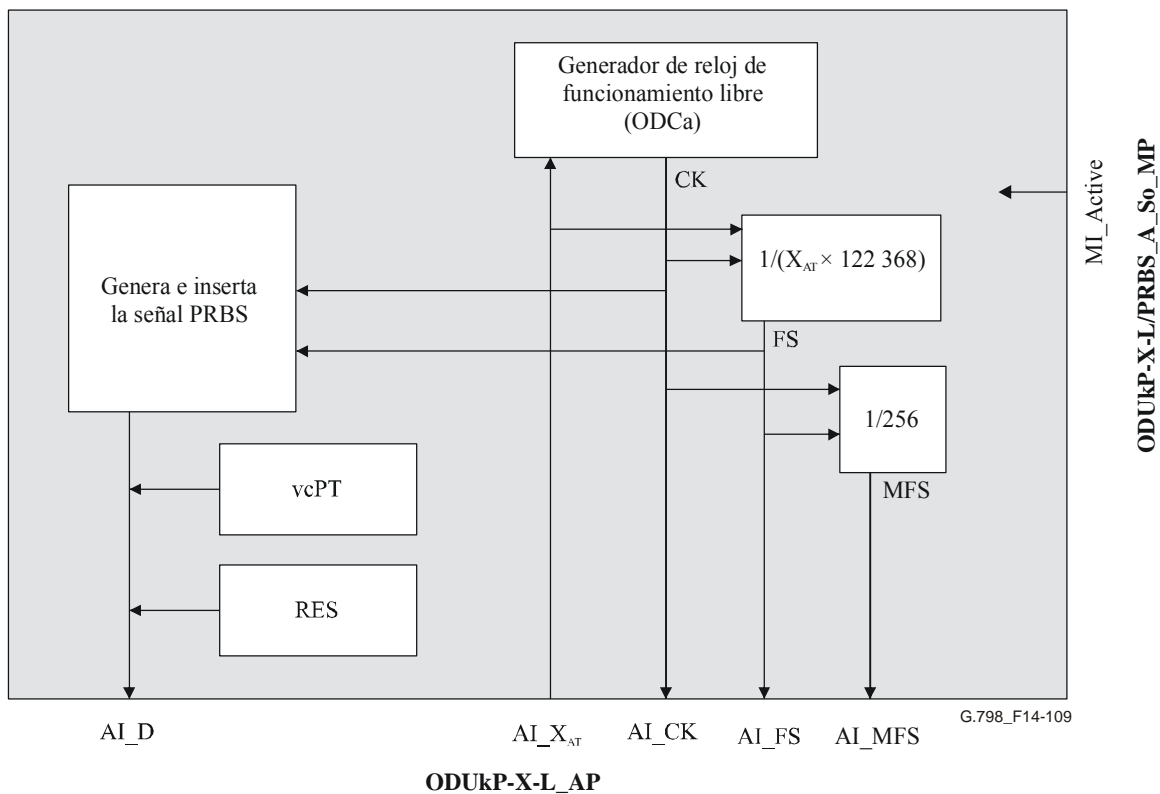 Generador de reloj de
funcionamiento libre
(ODCa)
CK
MI_Active
ODUkP-X-L/PRBS_A_So_MP
Genera e inserta
la señal PRBS
1/(X_AT × 122 368)
FS
1/256
MFS
vcPT
RES
G.798_F14-109
AI_D
AI_X_AT
AI_CK
AI_FS
AI_MFS
ODUkP-X-L_AP